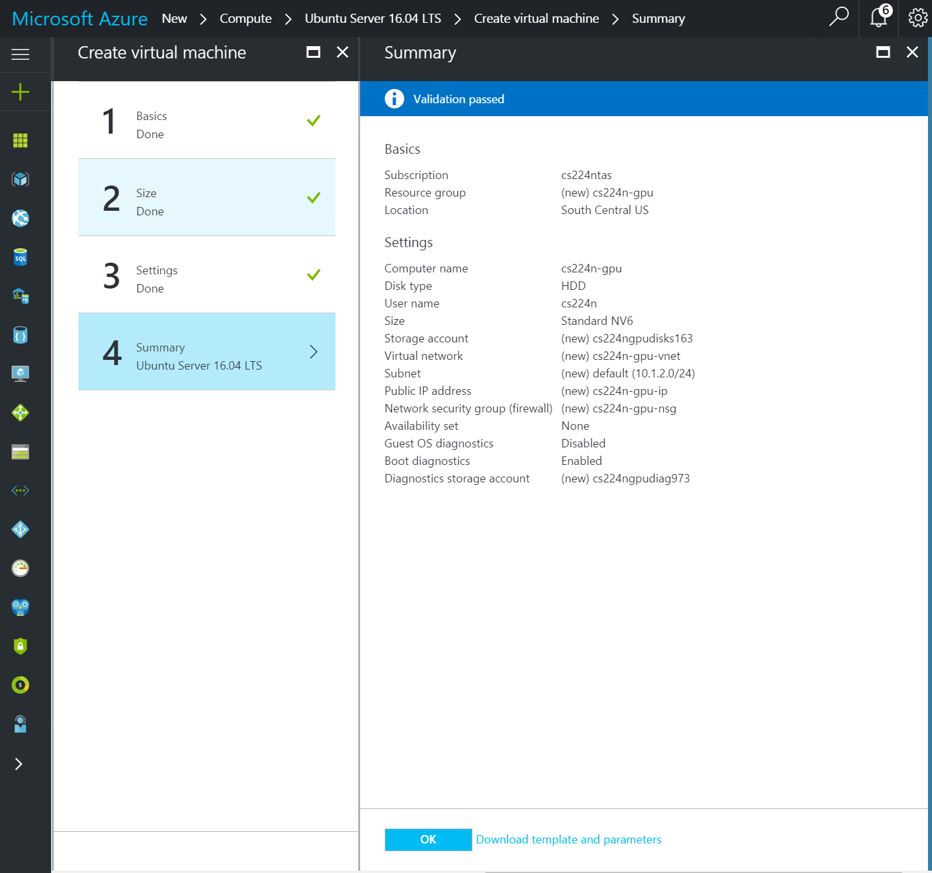 Microsoft Azure New > Compute > Ubuntu Server 16.04 LTS > Create virtual machine > Summary
6
Create virtual machine
1
Basics
Done
2
Size
Done
3
Settings
Done
4
Summary
Ubuntu Server 16.04 LTS
SQL
Summary
Validation passed
Basics
Subscription cs224ntas
Resource group (new) cs224n-gpu
Location South Central US
Settings
Computer name cs224n-gpu
Disk type HDD
User name cs224n
Size Standard NV6
Storage account (new) cs224ngpudisks163
Virtual network (new) cs224n-gpu-vnet
Subnet (new) default (10.1.2.0/24)
Public IP address (new) cs224n-gpu-ip
Network security group (firewall) (new) cs224n-gpu-nsg
Availability set None
Guest OS diagnostics Disabled
Boot diagnostics Enabled
Diagnostics storage account (new) cs224ngpudiag973
OK Download template and parameters